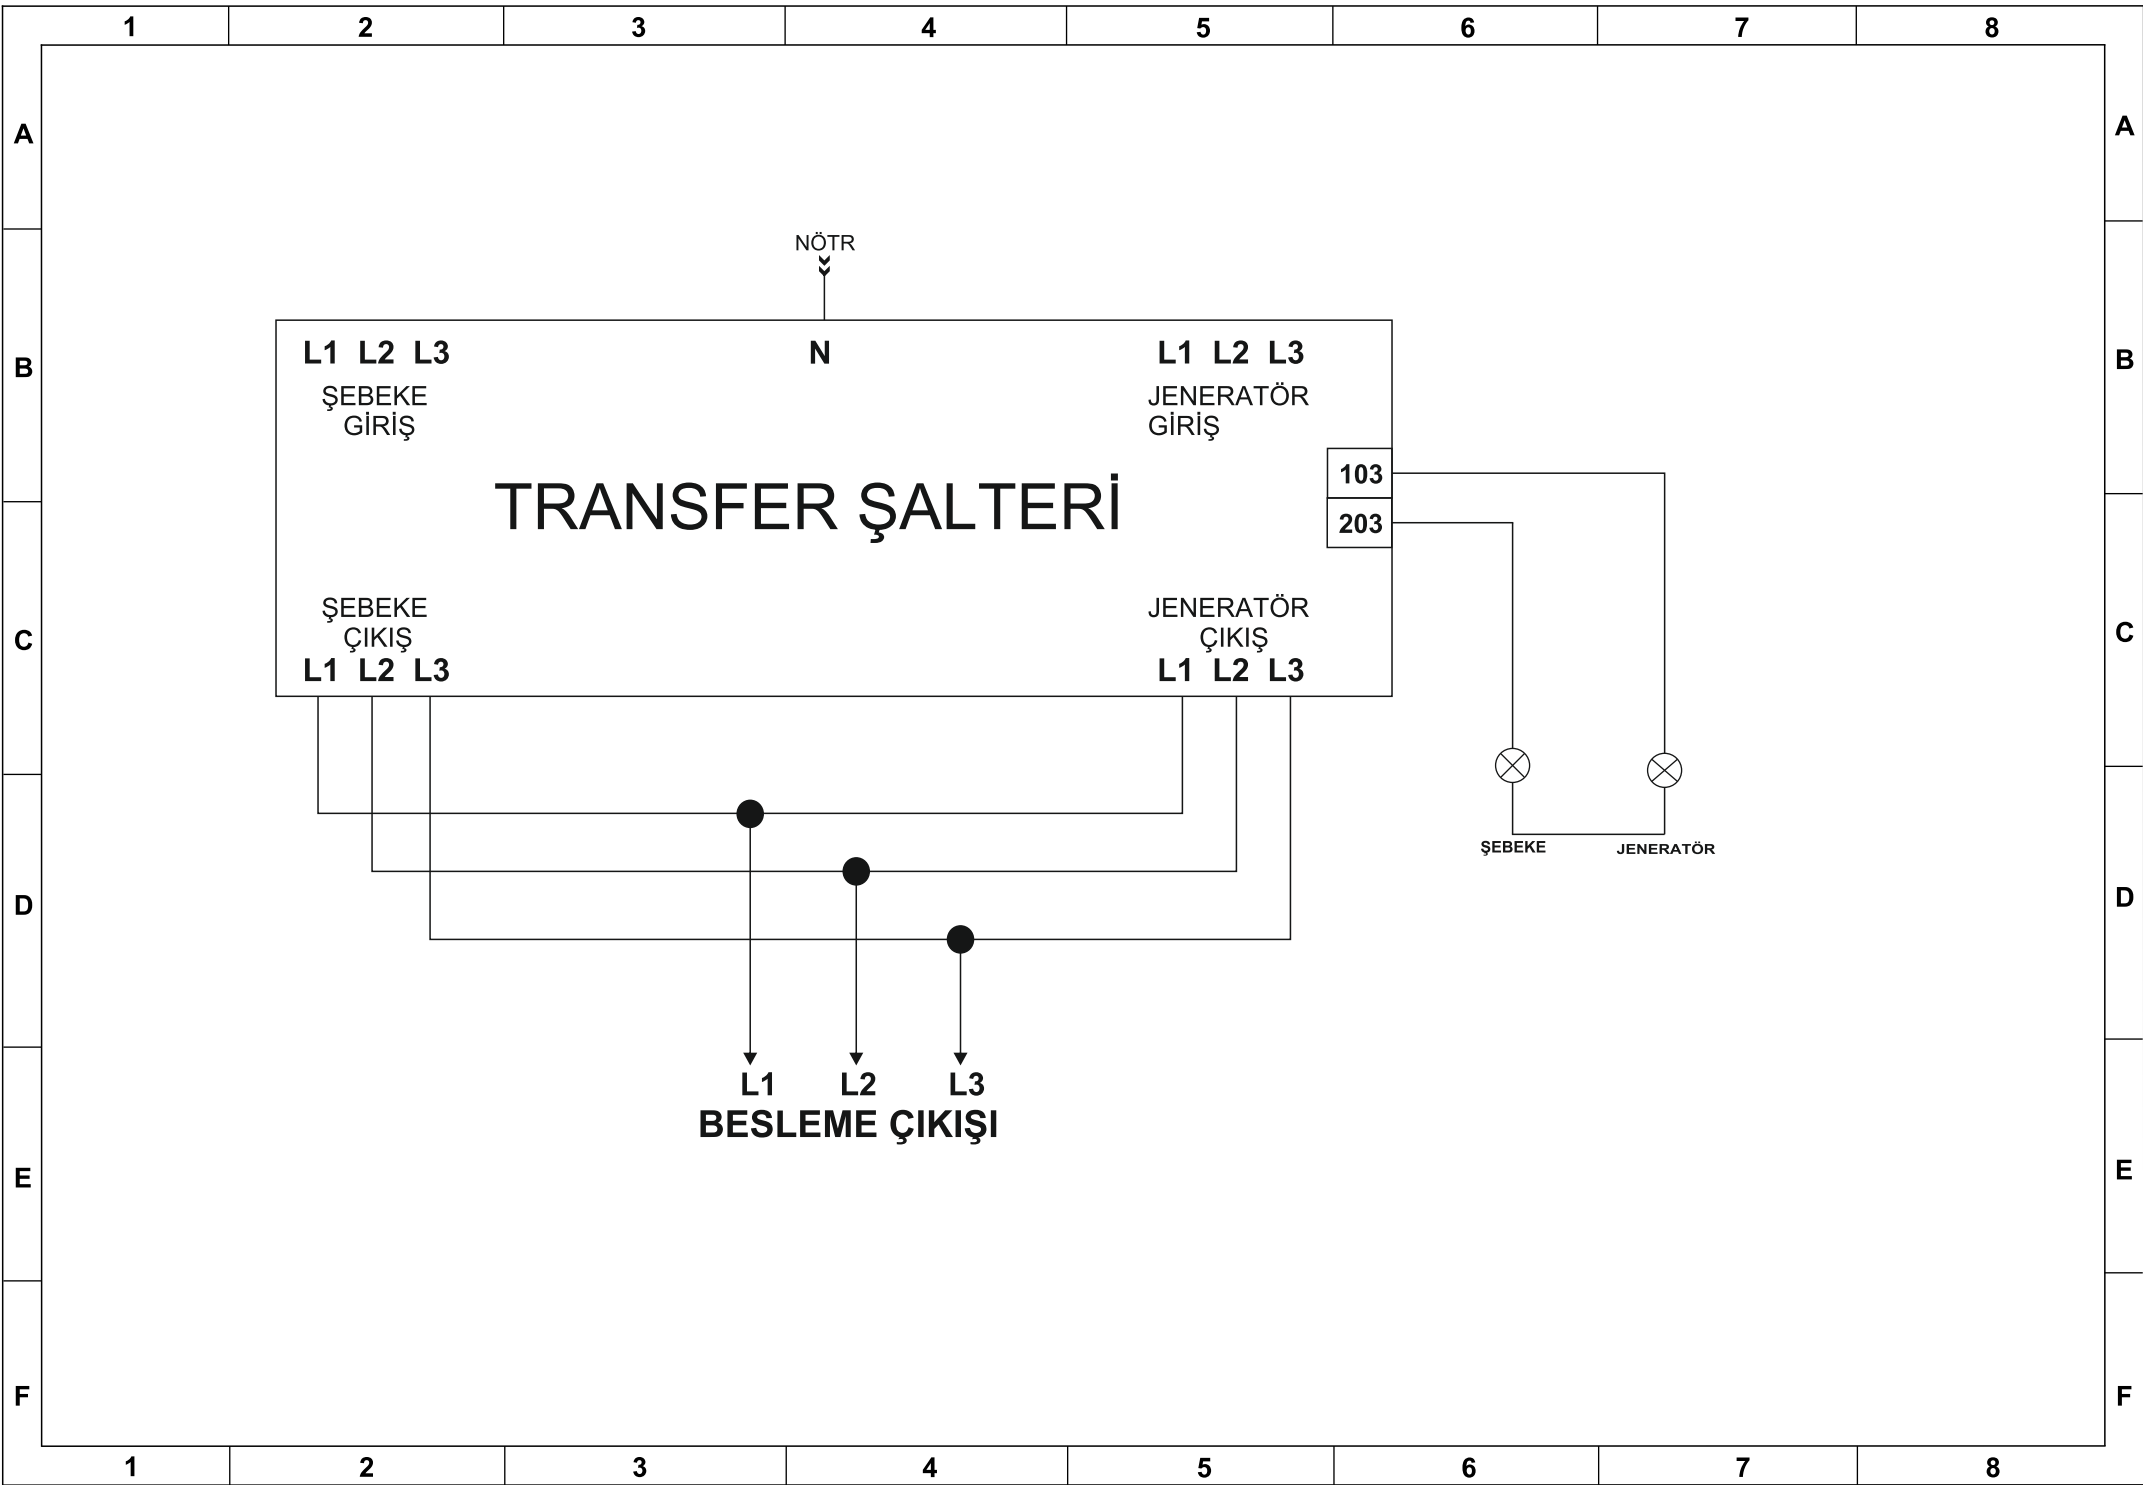 1 2 3 4 5 6 7 8
A A
NÖTR
L1 L2 L3 N L1 L2 L3
B B
ŞEBEKE JENERATÖR
GİRİŞ GİRİŞ
103
TRANSFER ŞALTERİ
203
ŞEBEKE JENERATÖR
ÇIKIŞ ÇIKIŞ
C C
L1 L2 L3 L1 L2 L3
ŞEBEKE JENERATÖR
D D
L1 L2 L3
BESLEME ÇIKIŞI
E E
F F
1 2 3 4 5 6 7 8